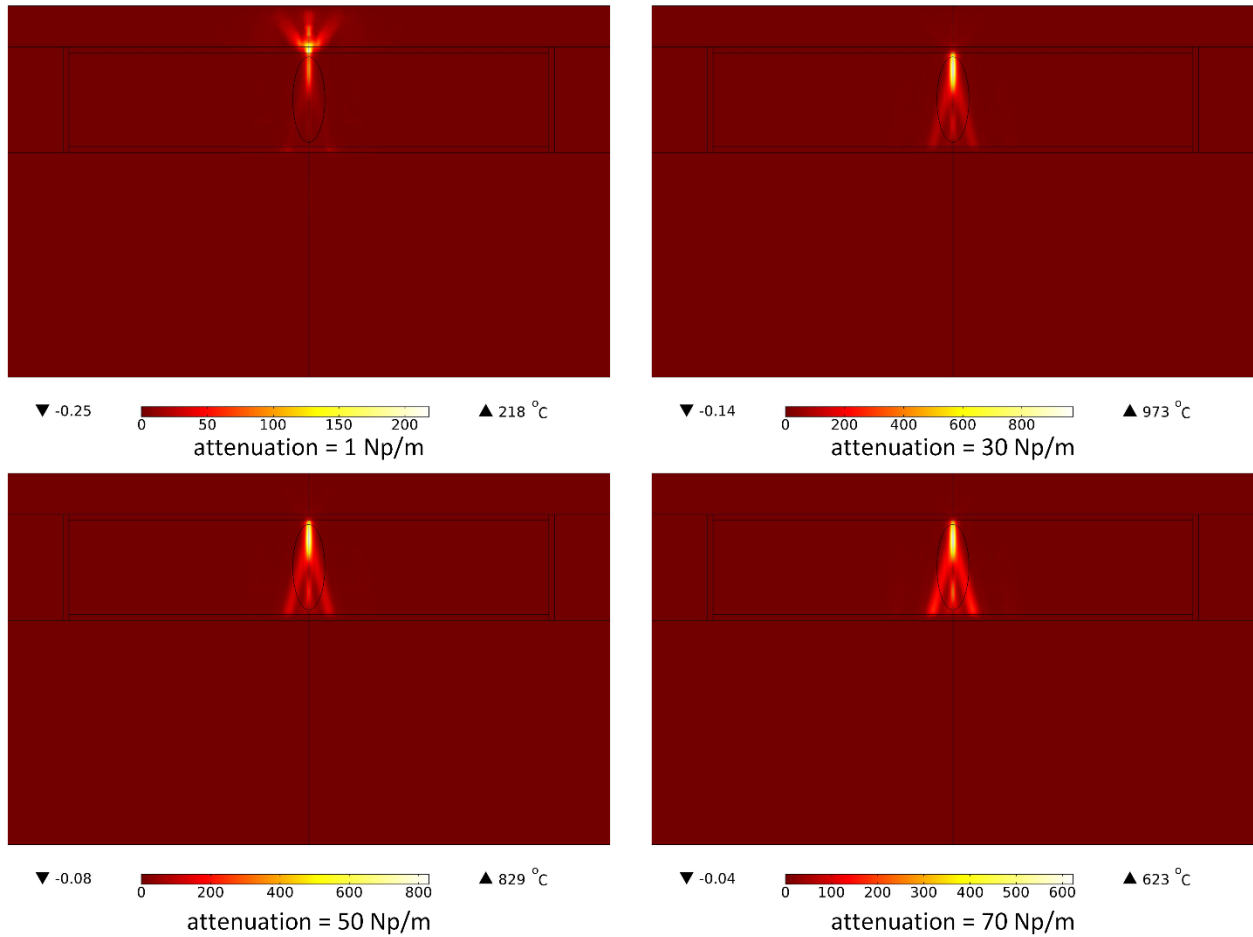 ▼ -0.25 0 50 100 150 200 ▲ 218 °C
attenuation = 1 Np/m
▼ -0.14 0 200 400 600 800 ▲ 973 °C
attenuation = 30 Np/m
▼ -0.08 0 200 400 600 800 ▲ 829 °C
attenuation = 50 Np/m
▼ -0.04 0 100 200 300 400 500 600 ▲ 623 °C
attenuation = 70 Np/m